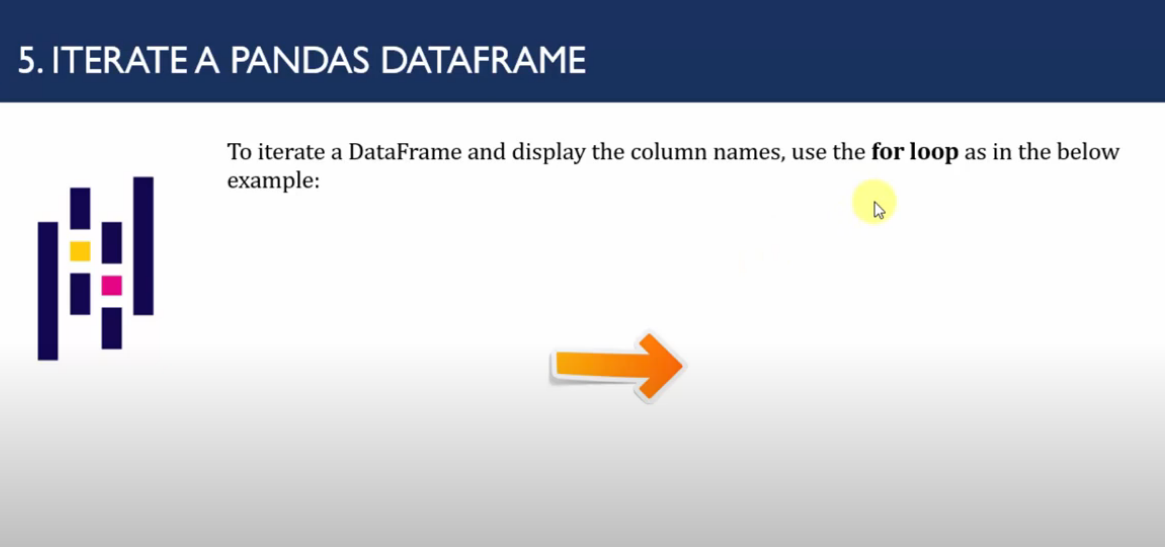 5. ITERATE A PANDAS DATAFRAME
To iterate a DataFrame and display the column names, use the for loop as in the below
example: